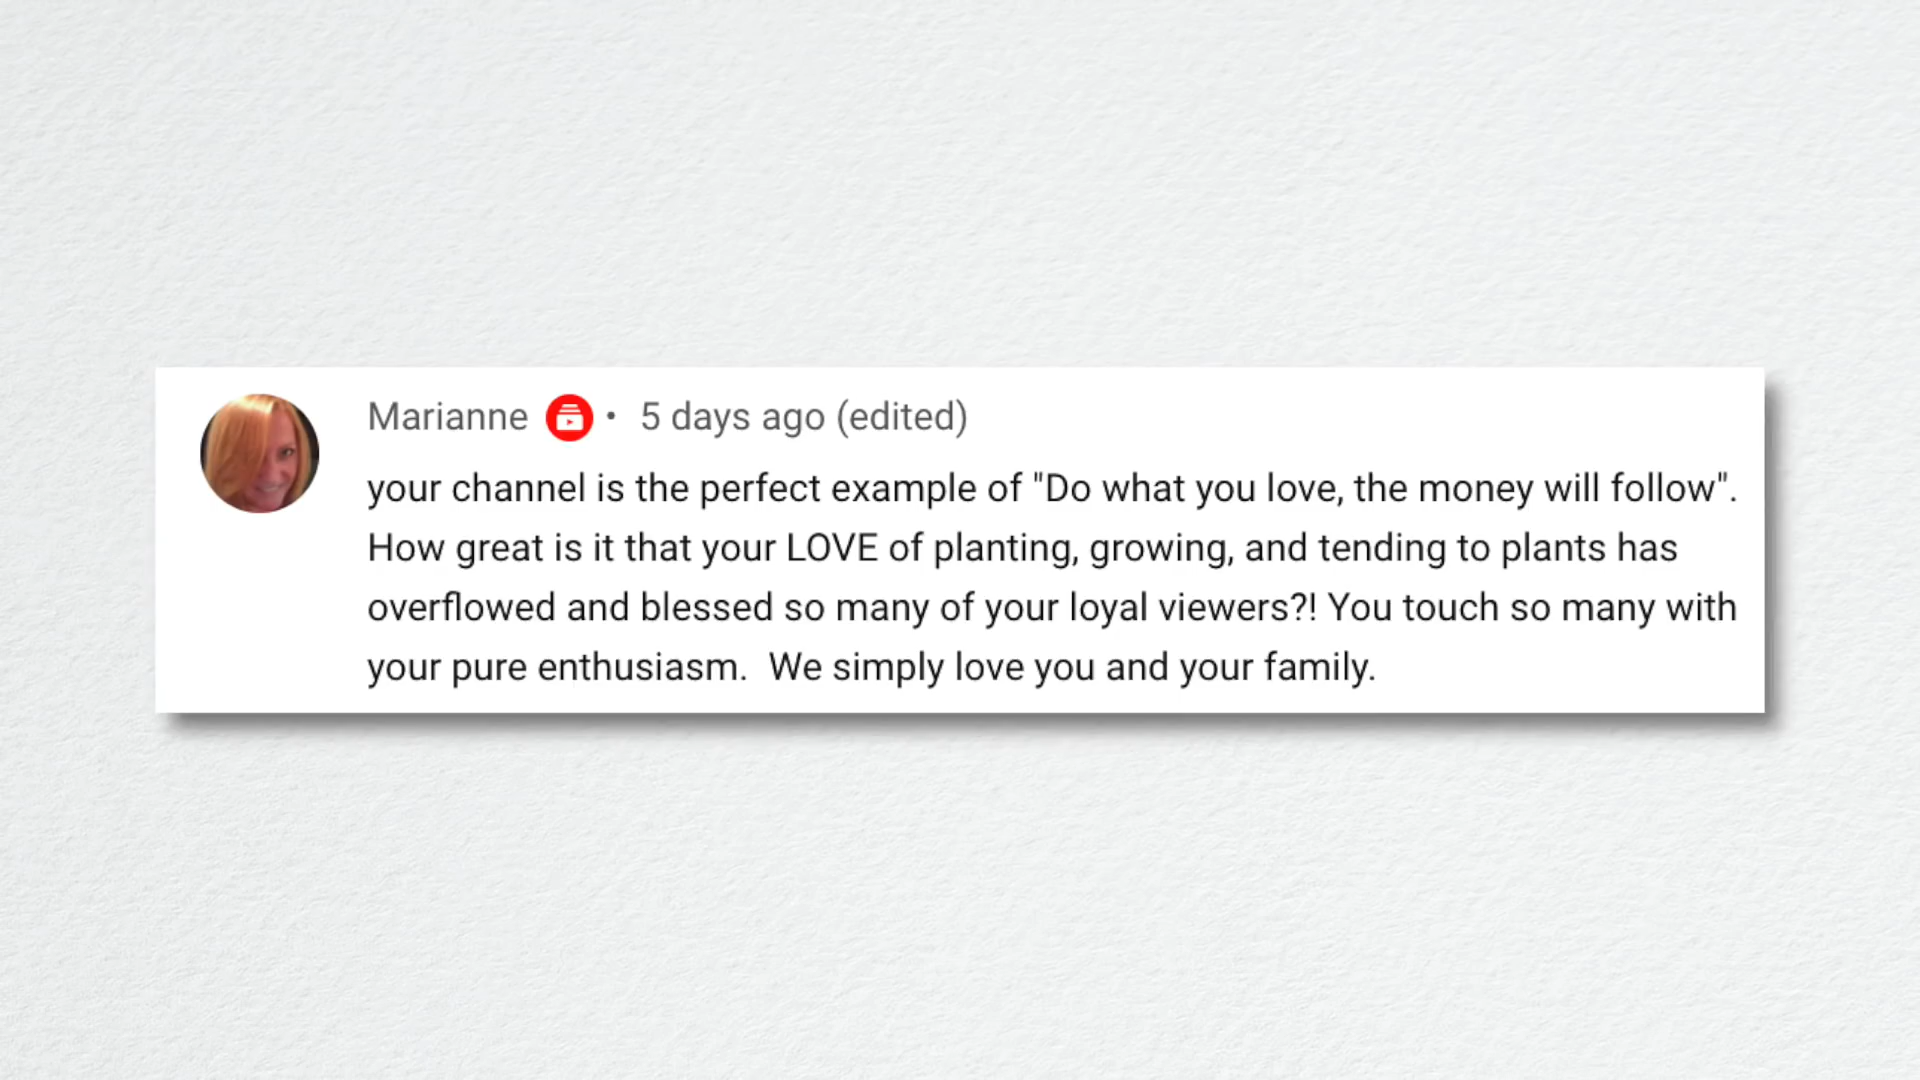 Marianne • 5 days ago (edited)
your channel is the perfect example of "Do what you love, the money will follow".
How great is it that your LOVE of planting, growing, and tending to plants has
overflowed and blessed so many of your loyal viewers?! You touch so many with
your pure enthusiasm.  We simply love you and your family.